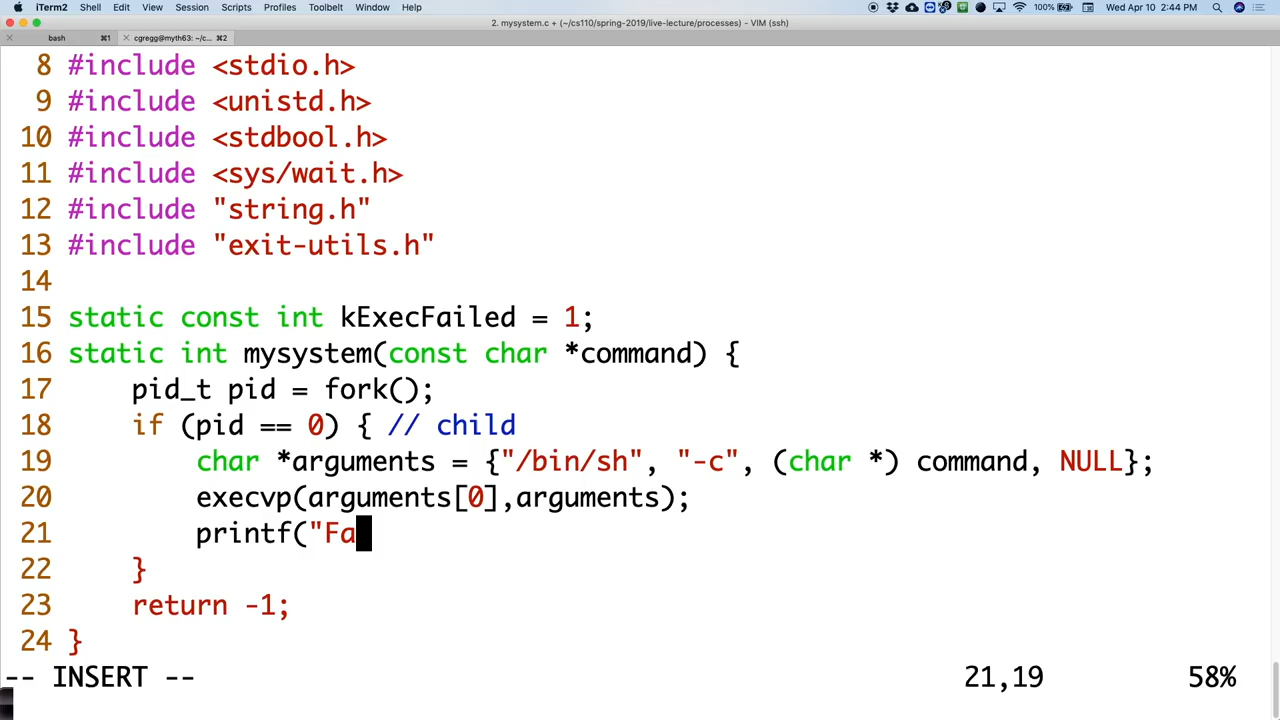 iTerm2 Shell Edit View Session Scripts Profiles Toolbelt Window Help 100% Wed Apr 10 2:44 PM
2. mysystem.c + (~/cs110/spring-2019/live-lecture/processes) - VIM (ssh)
bash ⌘1 cgregg@myth63: ~/c... ⌘2
8 #include <stdio.h>
9 #include <unistd.h>
10 #include <stdbool.h>
11 #include <sys/wait.h>
12 #include "string.h"
13 #include "exit-utils.h"
14
15 static const int kExecFailed = 1;
16 static int mysystem(const char *command) {
17 pid_t pid = fork();
18 if (pid == 0) { // child
19 char *arguments = {"/bin/sh", "-c", (char *) command, NULL};
20 execvp(arguments[0],arguments);
21 printf("Fa
22 }
23 return -1;
24 }
-- INSERT -- 21,19 58%